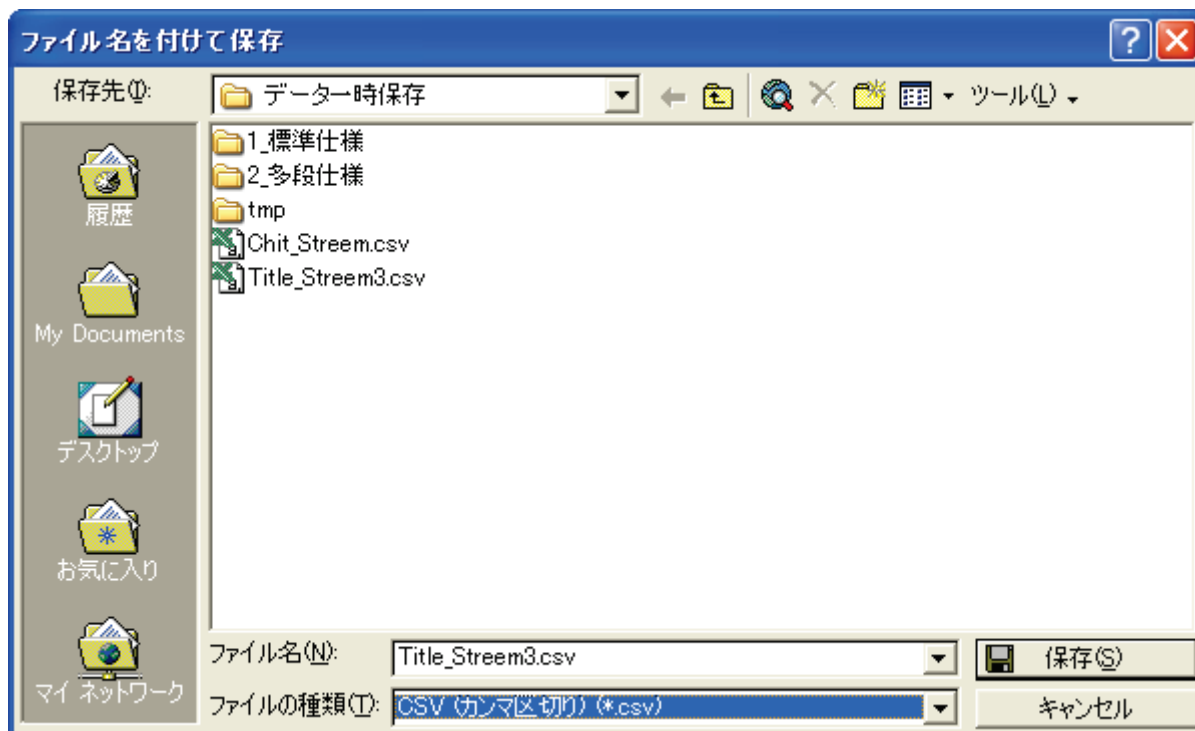 ファイル名を付けて保存
保存先(I):
データ一時保存
ツール(L)
1_標準仕様
2_多段仕様
tmp
Chit_Streem.csv
Title_Streem3.csv
履歴
My Documents
デスクトップ
お気に入り
マイ ネットワーク
ファイル名(N):
Title_Streem3.csv
保存(S)
ファイルの種類(T):
CSV (カンマ区切り) (*.csv)
キャンセル